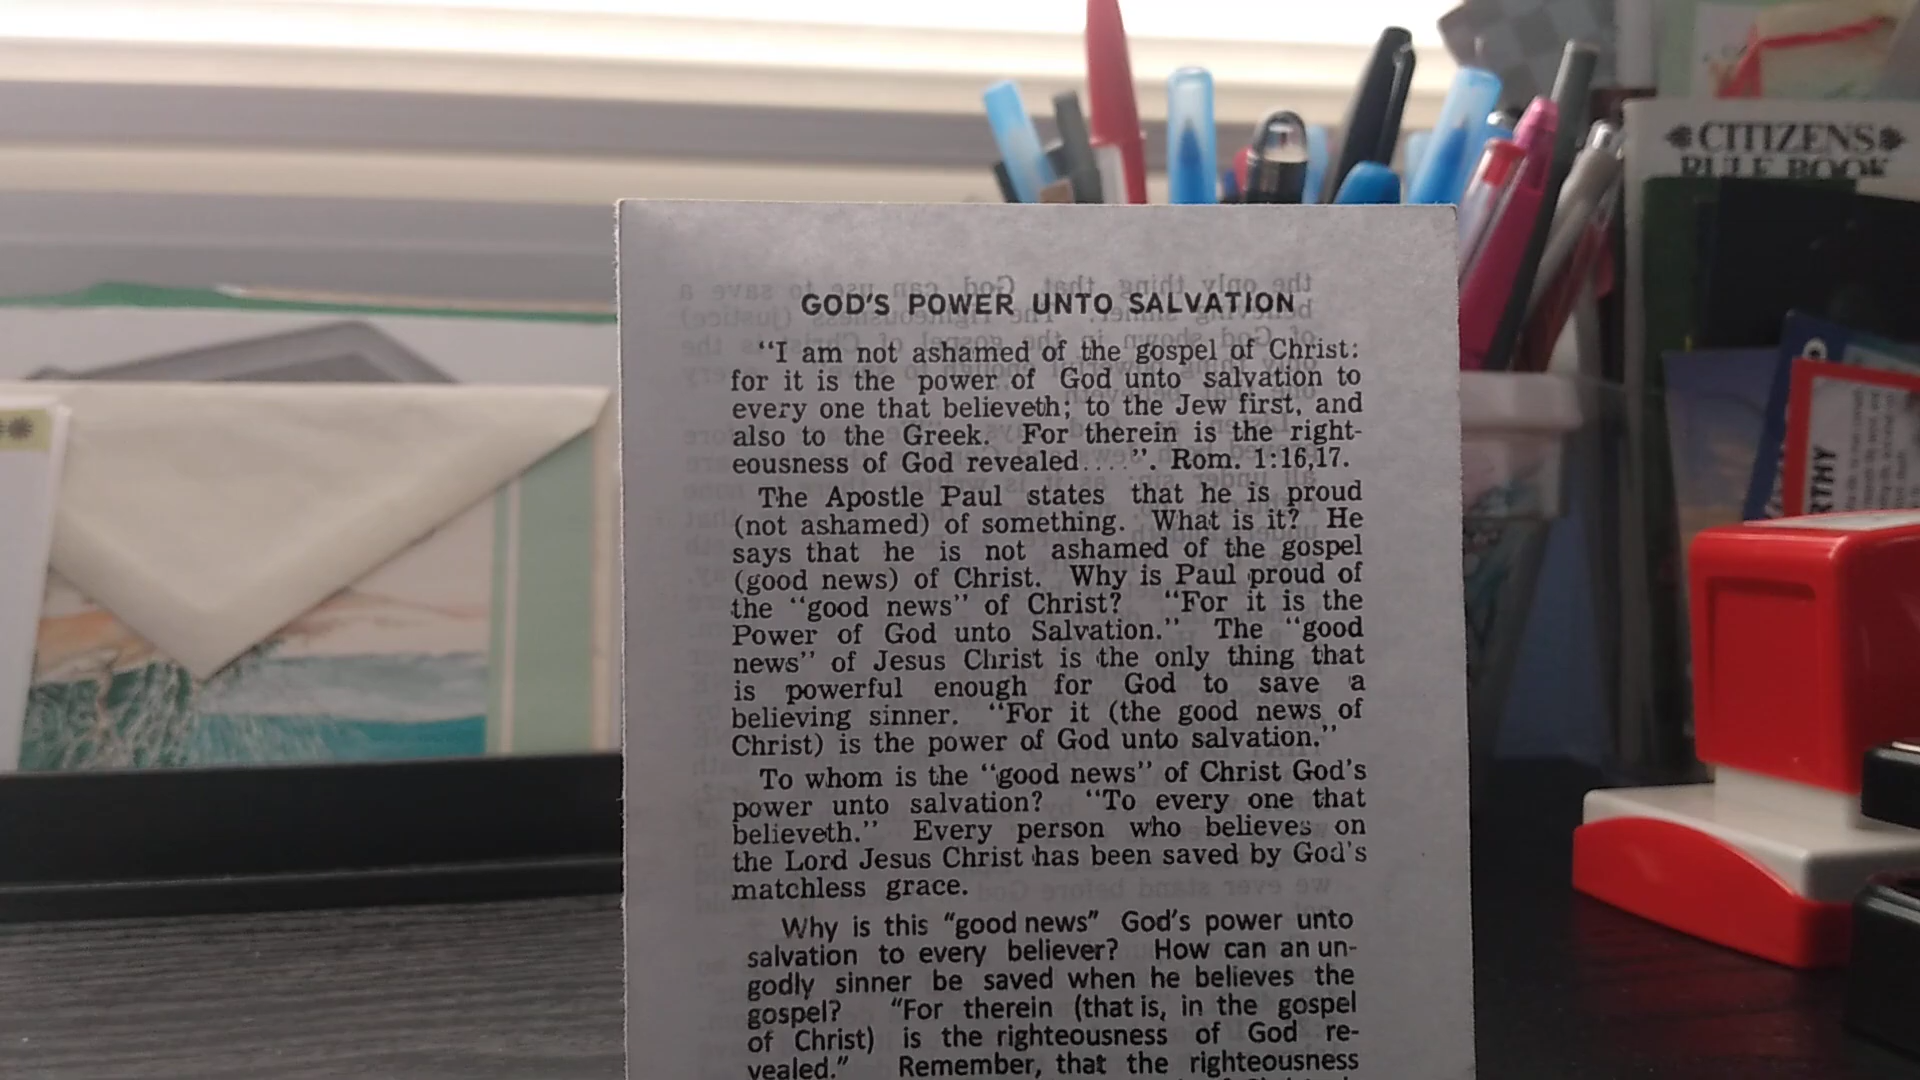 CITIZENS
RULE BOOK
GOD'S POWER UNTO SALVATION
“I am not ashamed of the gospel of Christ:
for it is the power of God unto salvation to
every one that believeth; to the Jew first, and
also to the Greek. For therein is the right-
eousness of God revealed....”. Rom. 1:16,17.
The Apostle Paul states that he is proud
(not ashamed) of something. What is it? He
says that he is not ashamed of the gospel
(good news) of Christ. Why is Paul proud of
the “good news” of Christ? “For it is the
Power of God unto Salvation.” The “good
news” of Jesus Christ is the only thing that
is powerful enough for God to save a
believing sinner. “For it (the good news of
Christ) is the power of God unto salvation.”
To whom is the “good news” of Christ God's
power unto salvation? “To every one that
believeth.” Every person who believes on
the Lord Jesus Christ has been saved by God's
matchless grace.
Why is this “good news” God's power unto
salvation to every believer? How can an un-
godly sinner be saved when he believes the
gospel? “For therein (that is, in the gospel
of Christ) is the righteousness of God re-
vealed.” Remember, that the righteousness
RTHY